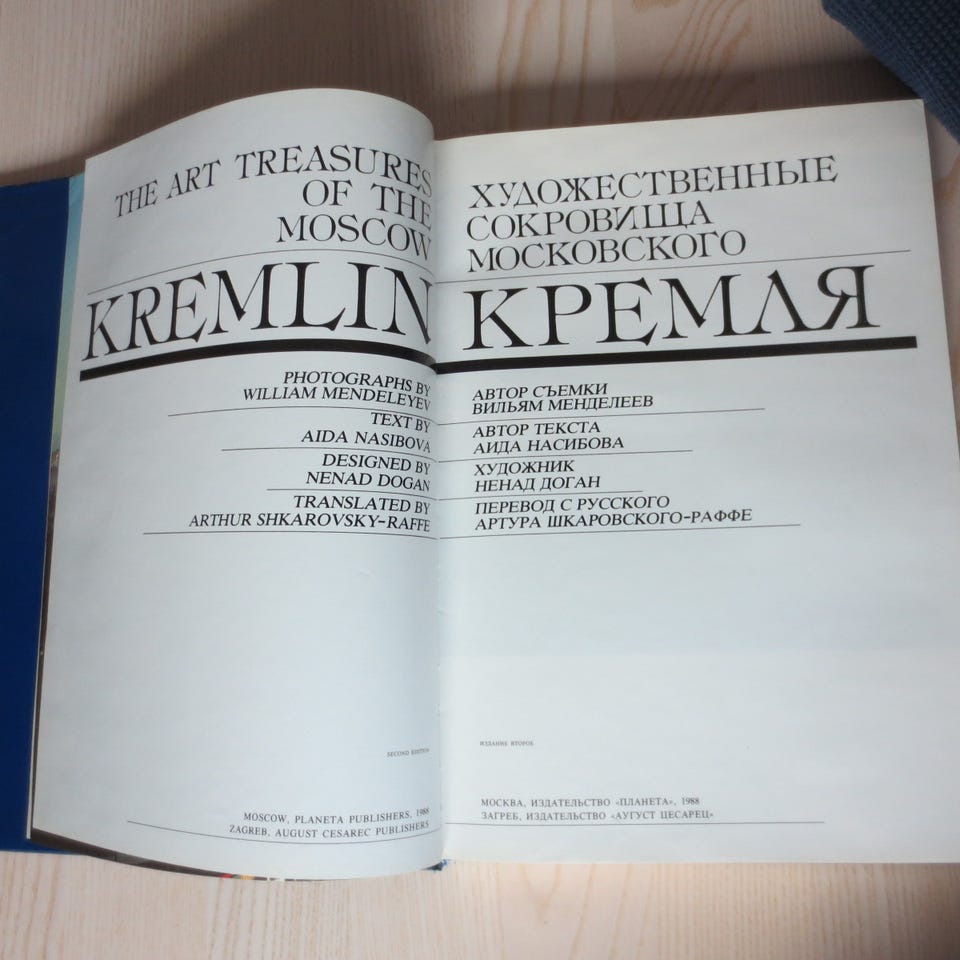 THE ART TREASURES
OF THE
MOSCOW
KREMLIN
PHOTOGRAPHS BY
WILLIAM MENDELEYEV
TEXT BY
AIDA NASIBOVA
DESIGNED BY
NENAD DOGAN
TRANSLATED BY
ARTHUR SHKAROVSKY-RAFFE
SECOND EDITION
MOSCOW, PLANETA PUBLISHERS, 1988
ZAGREB, AUGUST CESAREC PUBLISHERS
ХУДОЖЕСТВЕННЫЕ
СОКРОВИЩА
МОСКОВСКОГО
КРЕМЛЯ
АВТОР СЪЕМКИ
ВИЛЬЯМ МЕНДЕЛЕЕВ
АВТОР ТЕКСТА
АИДА НАСИБОВА
ХУДОЖНИК
НЕНАД ДОГАН
ПЕРЕВОД С РУССКОГО
АРТУРА ШКАРОВСКОГО-РАФФЕ
ИЗДАНИЕ ВТОРОЕ
МОСКВА, ИЗДАТЕЛЬСТВО «ПЛАНЕТА», 1988
ЗАГРЕБ, ИЗДАТЕЛЬСТВО «АУГУСТ ЦЕСАРЕЦ»